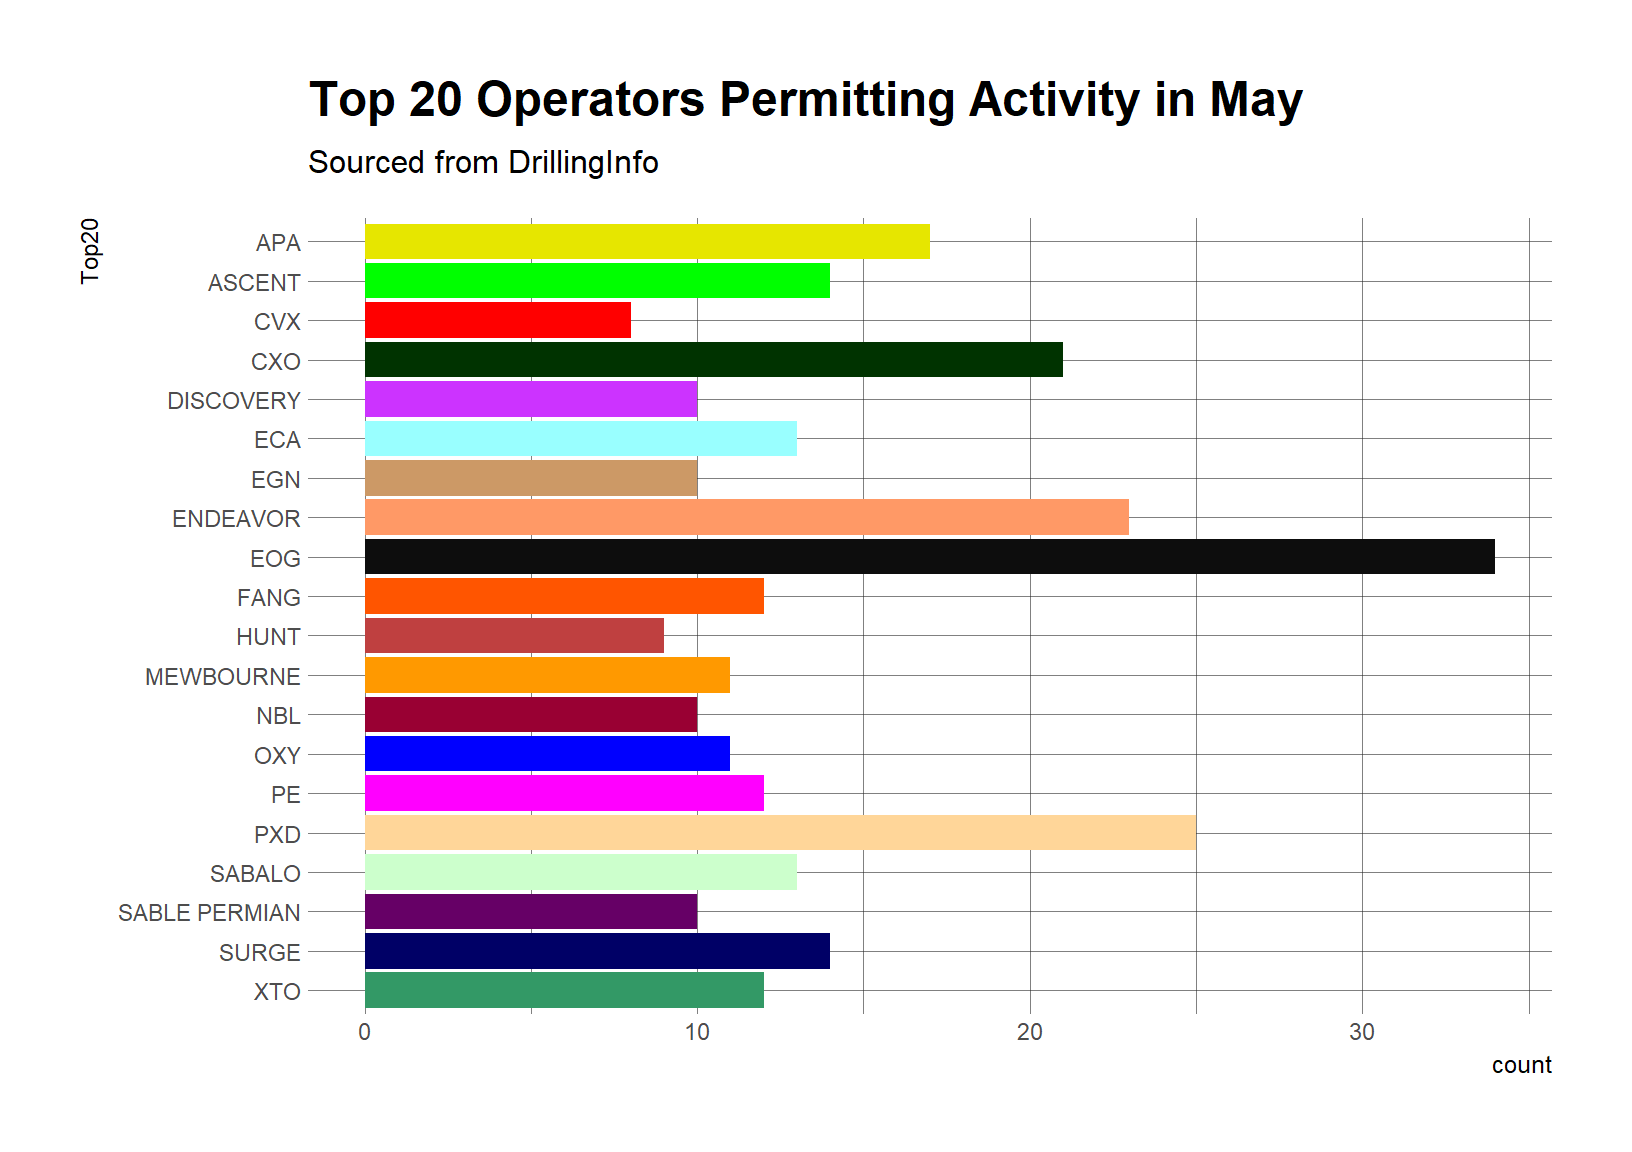 Top 20 Operators Permitting Activity in May
Sourced from DrillingInfo
Top20
APA
ASCENT
CVX
CXO
DISCOVERY
ECA
EGN
ENDEAVOR
EOG
FANG
HUNT
MEWBOURNE
NBL
OXY
PE
PXD
SABALO
SABLE PERMIAN
SURGE
XTO
0 10 20 30
count